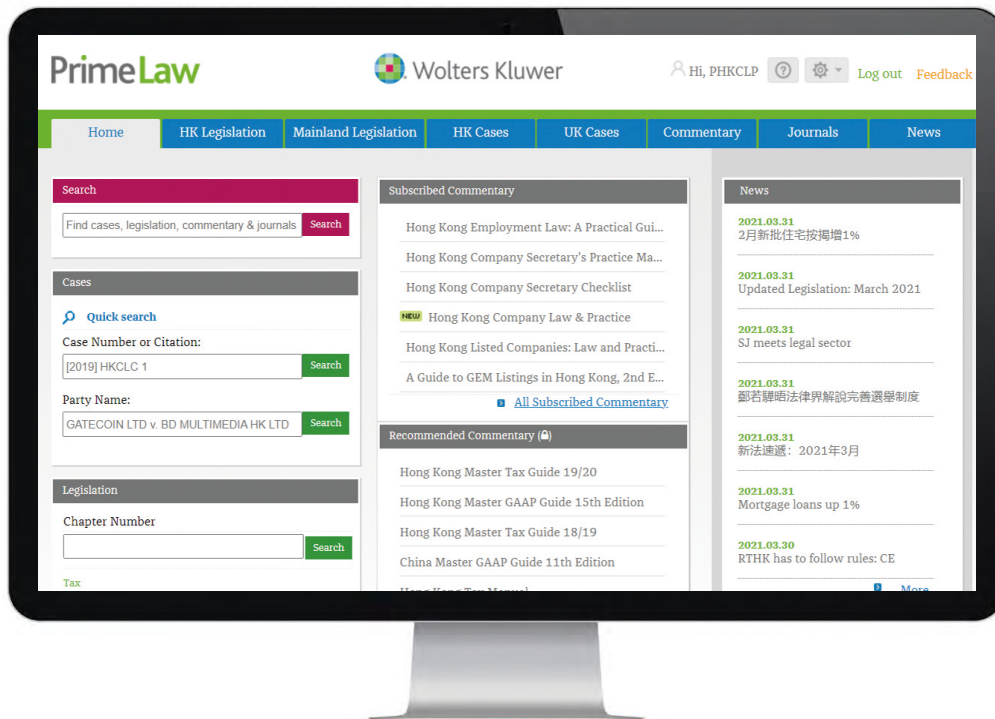 PrimeLaw
Wolters Kluwer
Hi, PHKCLP
Log out
Feedback
Home
HK Legislation
Mainland Legislation
HK Cases
UK Cases
Commentary
Journals
News
Search
Find cases, legislation, commentary & journals
Search
Cases
Quick search
Case Number or Citation:
[2019] HKCLC 1
Search
Party Name:
GATECOIN LTD v. BD MULTIMEDIA HK LTD
Search
Legislation
Chapter Number
Search
Tax
Subscribed Commentary
Hong Kong Employment Law: A Practical Gui...
Hong Kong Company Secretary's Practice Ma...
Hong Kong Company Secretary Checklist
NEW Hong Kong Company Law & Practice
Hong Kong Listed Companies: Law and Practi...
A Guide to GEM Listings in Hong Kong, 2nd E...
All Subscribed Commentary
Recommended Commentary
Hong Kong Master Tax Guide 19/20
Hong Kong Master GAAP Guide 15th Edition
Hong Kong Master Tax Guide 18/19
China Master GAAP Guide 11th Edition
Hong Kong Tax Manual
News
2021.03.31
2月新批住宅按揭增1%
2021.03.31
Updated Legislation: March 2021
2021.03.31
SJ meets legal sector
2021.03.31
鄭若驊晤法律界解說完善選舉制度
2021.03.31
新法速遞：2021年3月
2021.03.31
Mortgage loans up 1%
2021.03.30
RTHK has to follow rules: CE
More